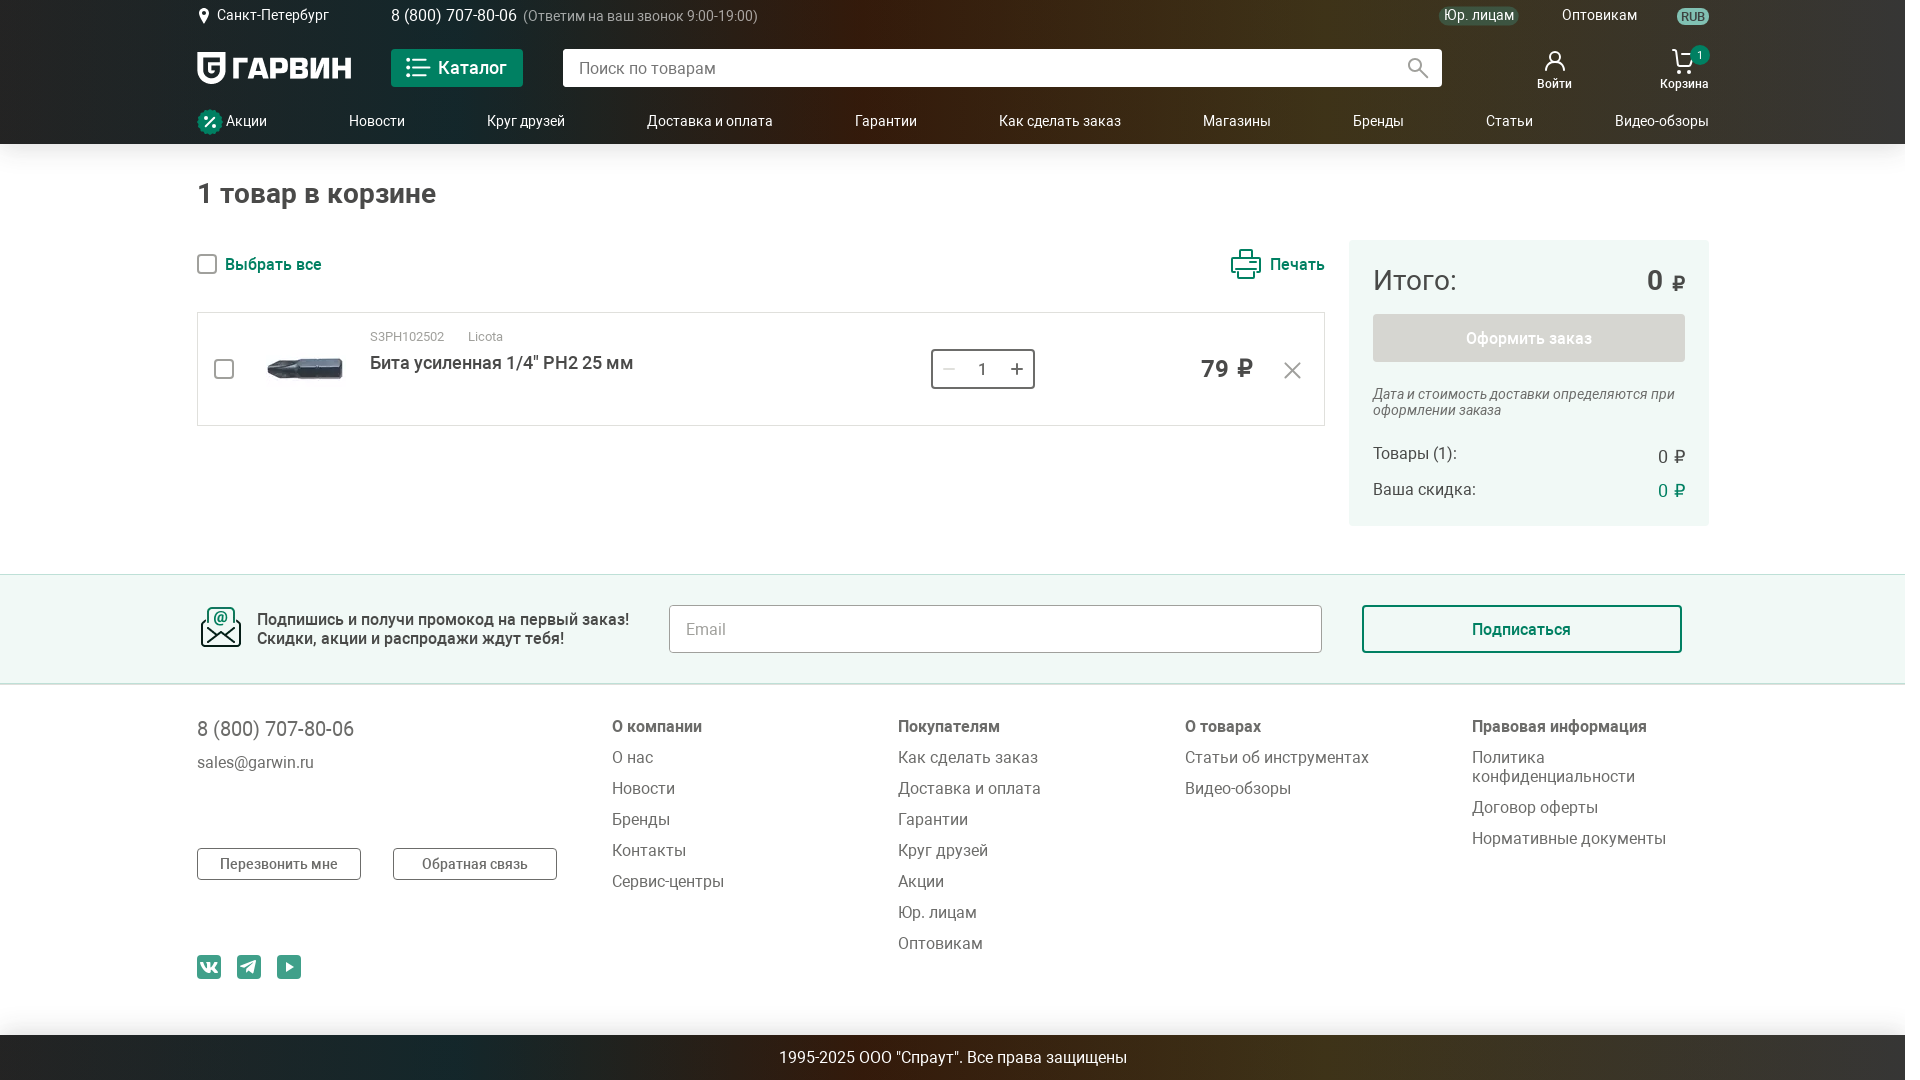 Санкт-Петербург
8 (800) 707-80-06 (Ответим на ваш звонок 9:00-19:00)
Юр. лицам
Оптовикам
RUB
ГАРВИН
Каталог
Поиск по товарам
Войти
1
Корзина
Акции
Новости
Круг друзей
Доставка и оплата
Гарантии
Как сделать заказ
Магазины
Бренды
Статьи
Видео-обзоры
1 товар в корзине
Выбрать все
Печать
S3PH102502
Licota
Бита усиленная 1/4" PH2 25 мм
1
79 ₽
Итого:
0 ₽
Оформить заказ
Дата и стоимость доставки определяются при
оформлении заказа
Товары (1):
0 ₽
Ваша скидка:
0 ₽
Подпишись и получи промокод на первый заказ!
Скидки, акции и распродажи ждут тебя!
Email
Подписаться
8 (800) 707-80-06
sales@garwin.ru
Перезвонить мне
Обратная связь
О компании
О нас
Новости
Бренды
Контакты
Сервис-центры
Покупателям
Как сделать заказ
Доставка и оплата
Гарантии
Круг друзей
Акции
Юр. лицам
Оптовикам
О товарах
Статьи об инструментах
Видео-обзоры
Правовая информация
Политика
конфиденциальности
Договор оферты
Нормативные документы
1995-2025 ООО "Спраут". Все права защищены